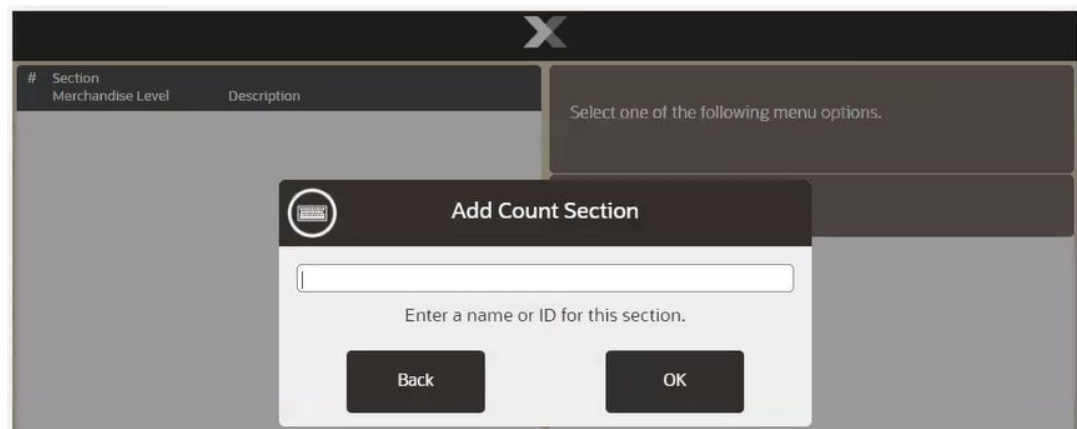 # Section
Merchandise Level Description
Select one of the following menu options.
Add Count Section
Enter a name or ID for this section.
Back
OK